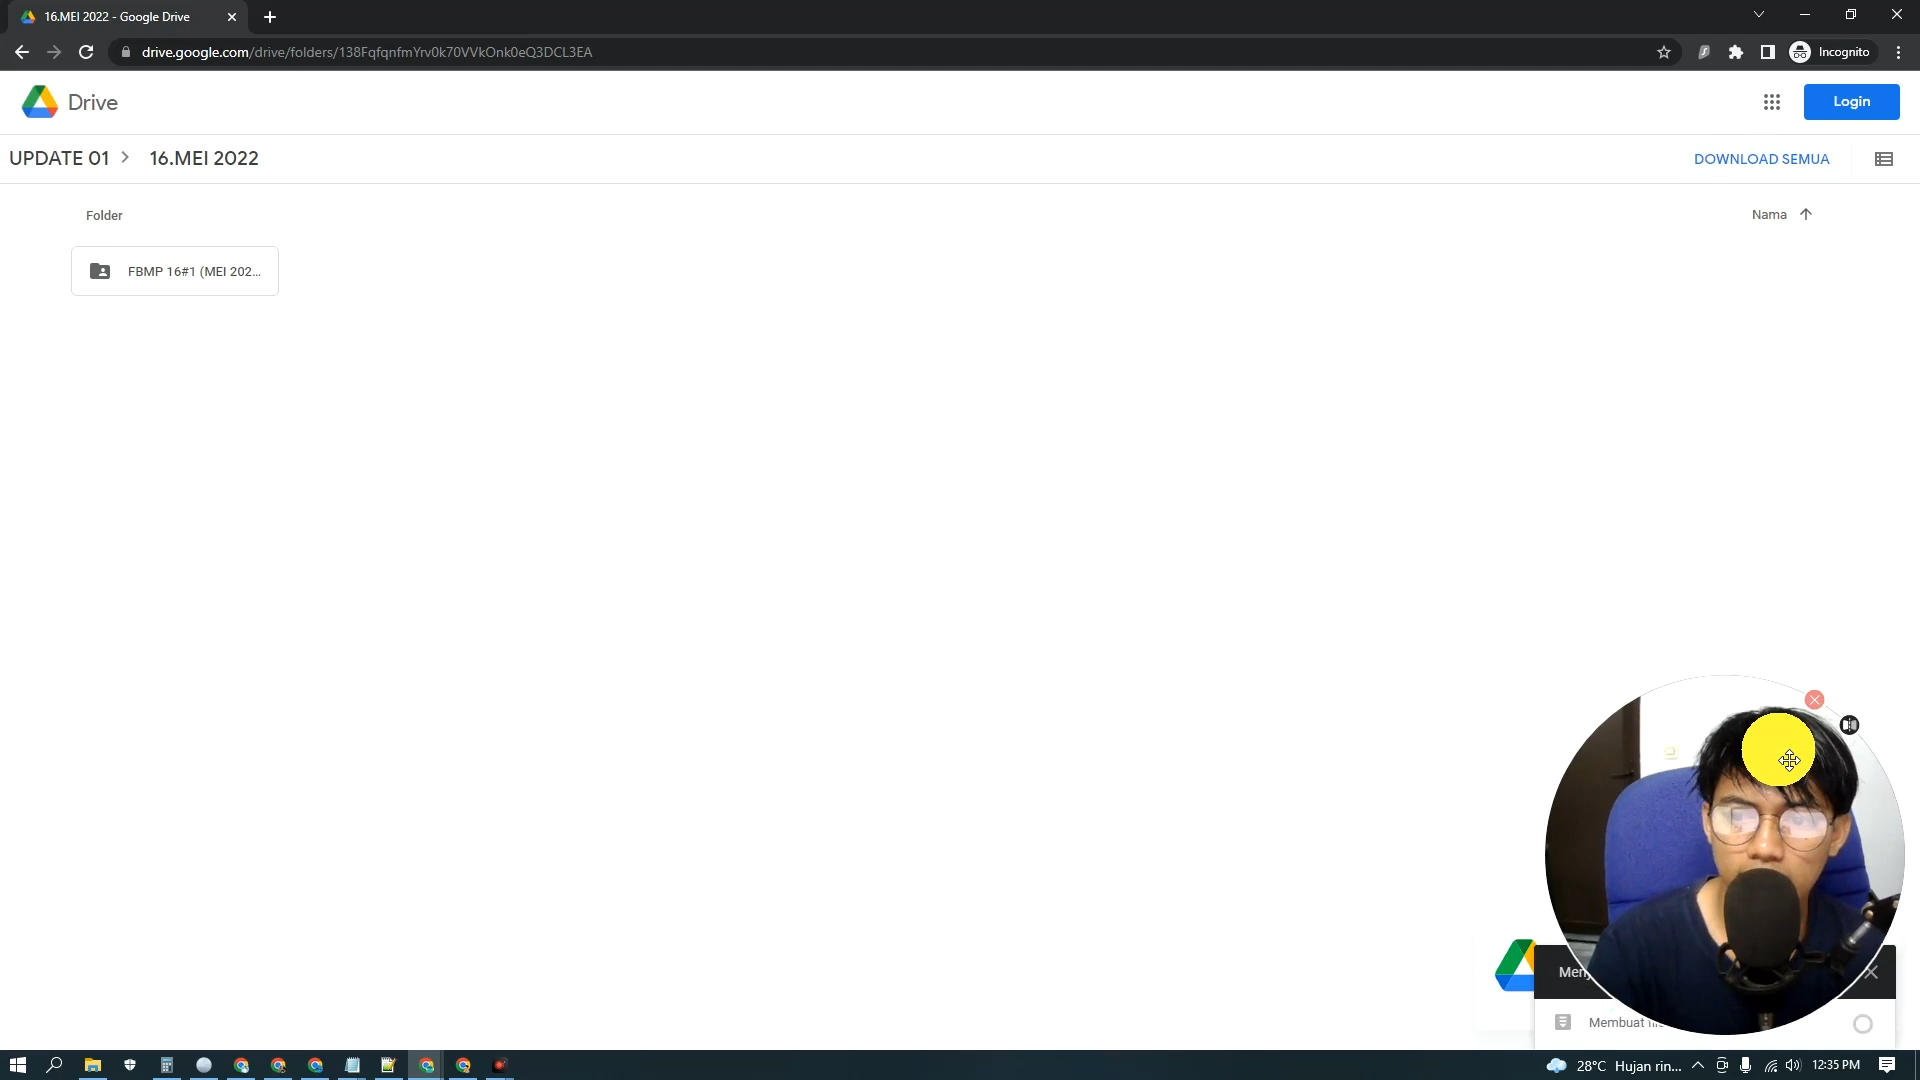 16.MEI 2022 - Google Drive
drive.google.com/drive/folders/138FqfqnfmYrv0k70VVkOnk0eQ3DCL3EA
Incognito
Drive
Login
UPDATE 01 > 16.MEI 2022
DOWNLOAD SEMUA
Folder
Nama
FBMP 16#1 (MEI 202...
Membuat
28°C Hujan rin...
12:35 PM